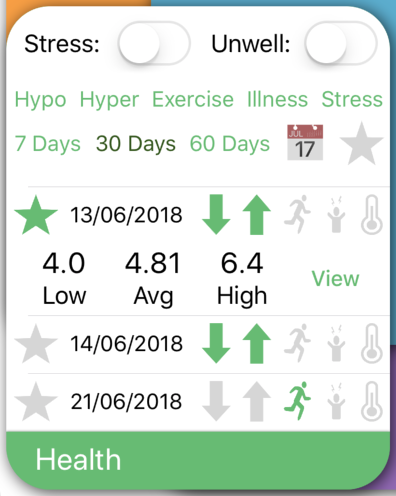 Stress: Unwell:
Hypo Hyper Exercise Illness Stress
7 Days 30 Days 60 Days JUL 17
13/06/2018
4.0 4.81 6.4
Low Avg High View
14/06/2018
21/06/2018
Health